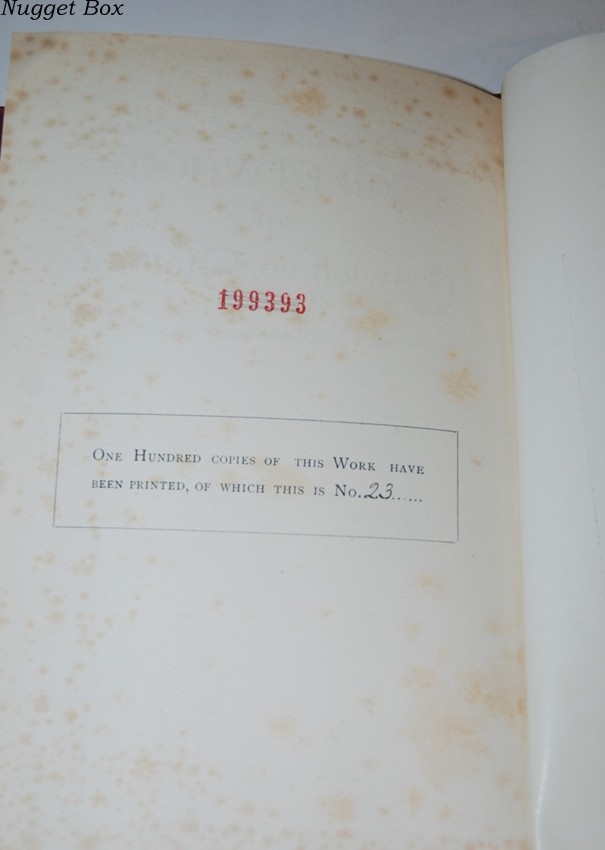 Nugget Box
199393
ONE HUNDRED COPIES OF THIS WORK HAVE
BEEN PRINTED, OF WHICH THIS IS NO. 23......